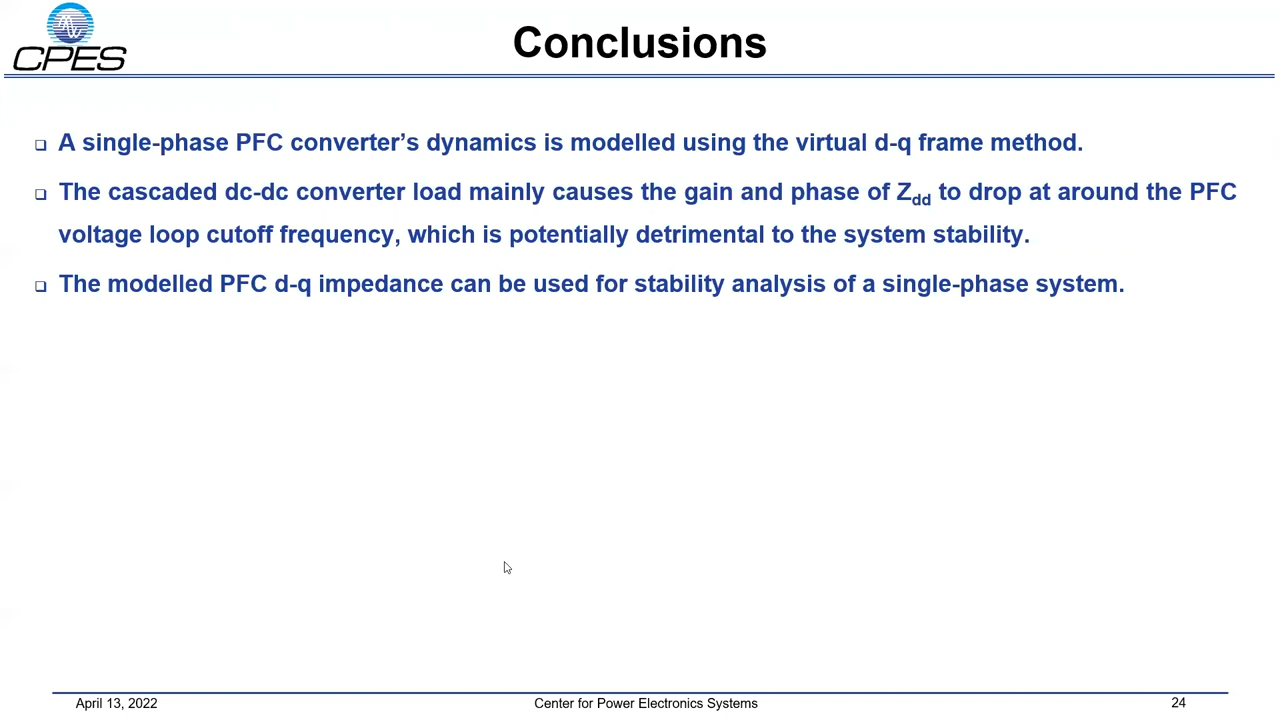 CPES
Conclusions
❑ A single-phase PFC converter’s dynamics is modelled using the virtual d-q frame method.
❑ The cascaded dc-dc converter load mainly causes the gain and phase of Zdd to drop at around the PFC
voltage loop cutoff frequency, which is potentially detrimental to the system stability.
❑ The modelled PFC d-q impedance can be used for stability analysis of a single-phase system.
April 13, 2022
Center for Power Electronics Systems
24